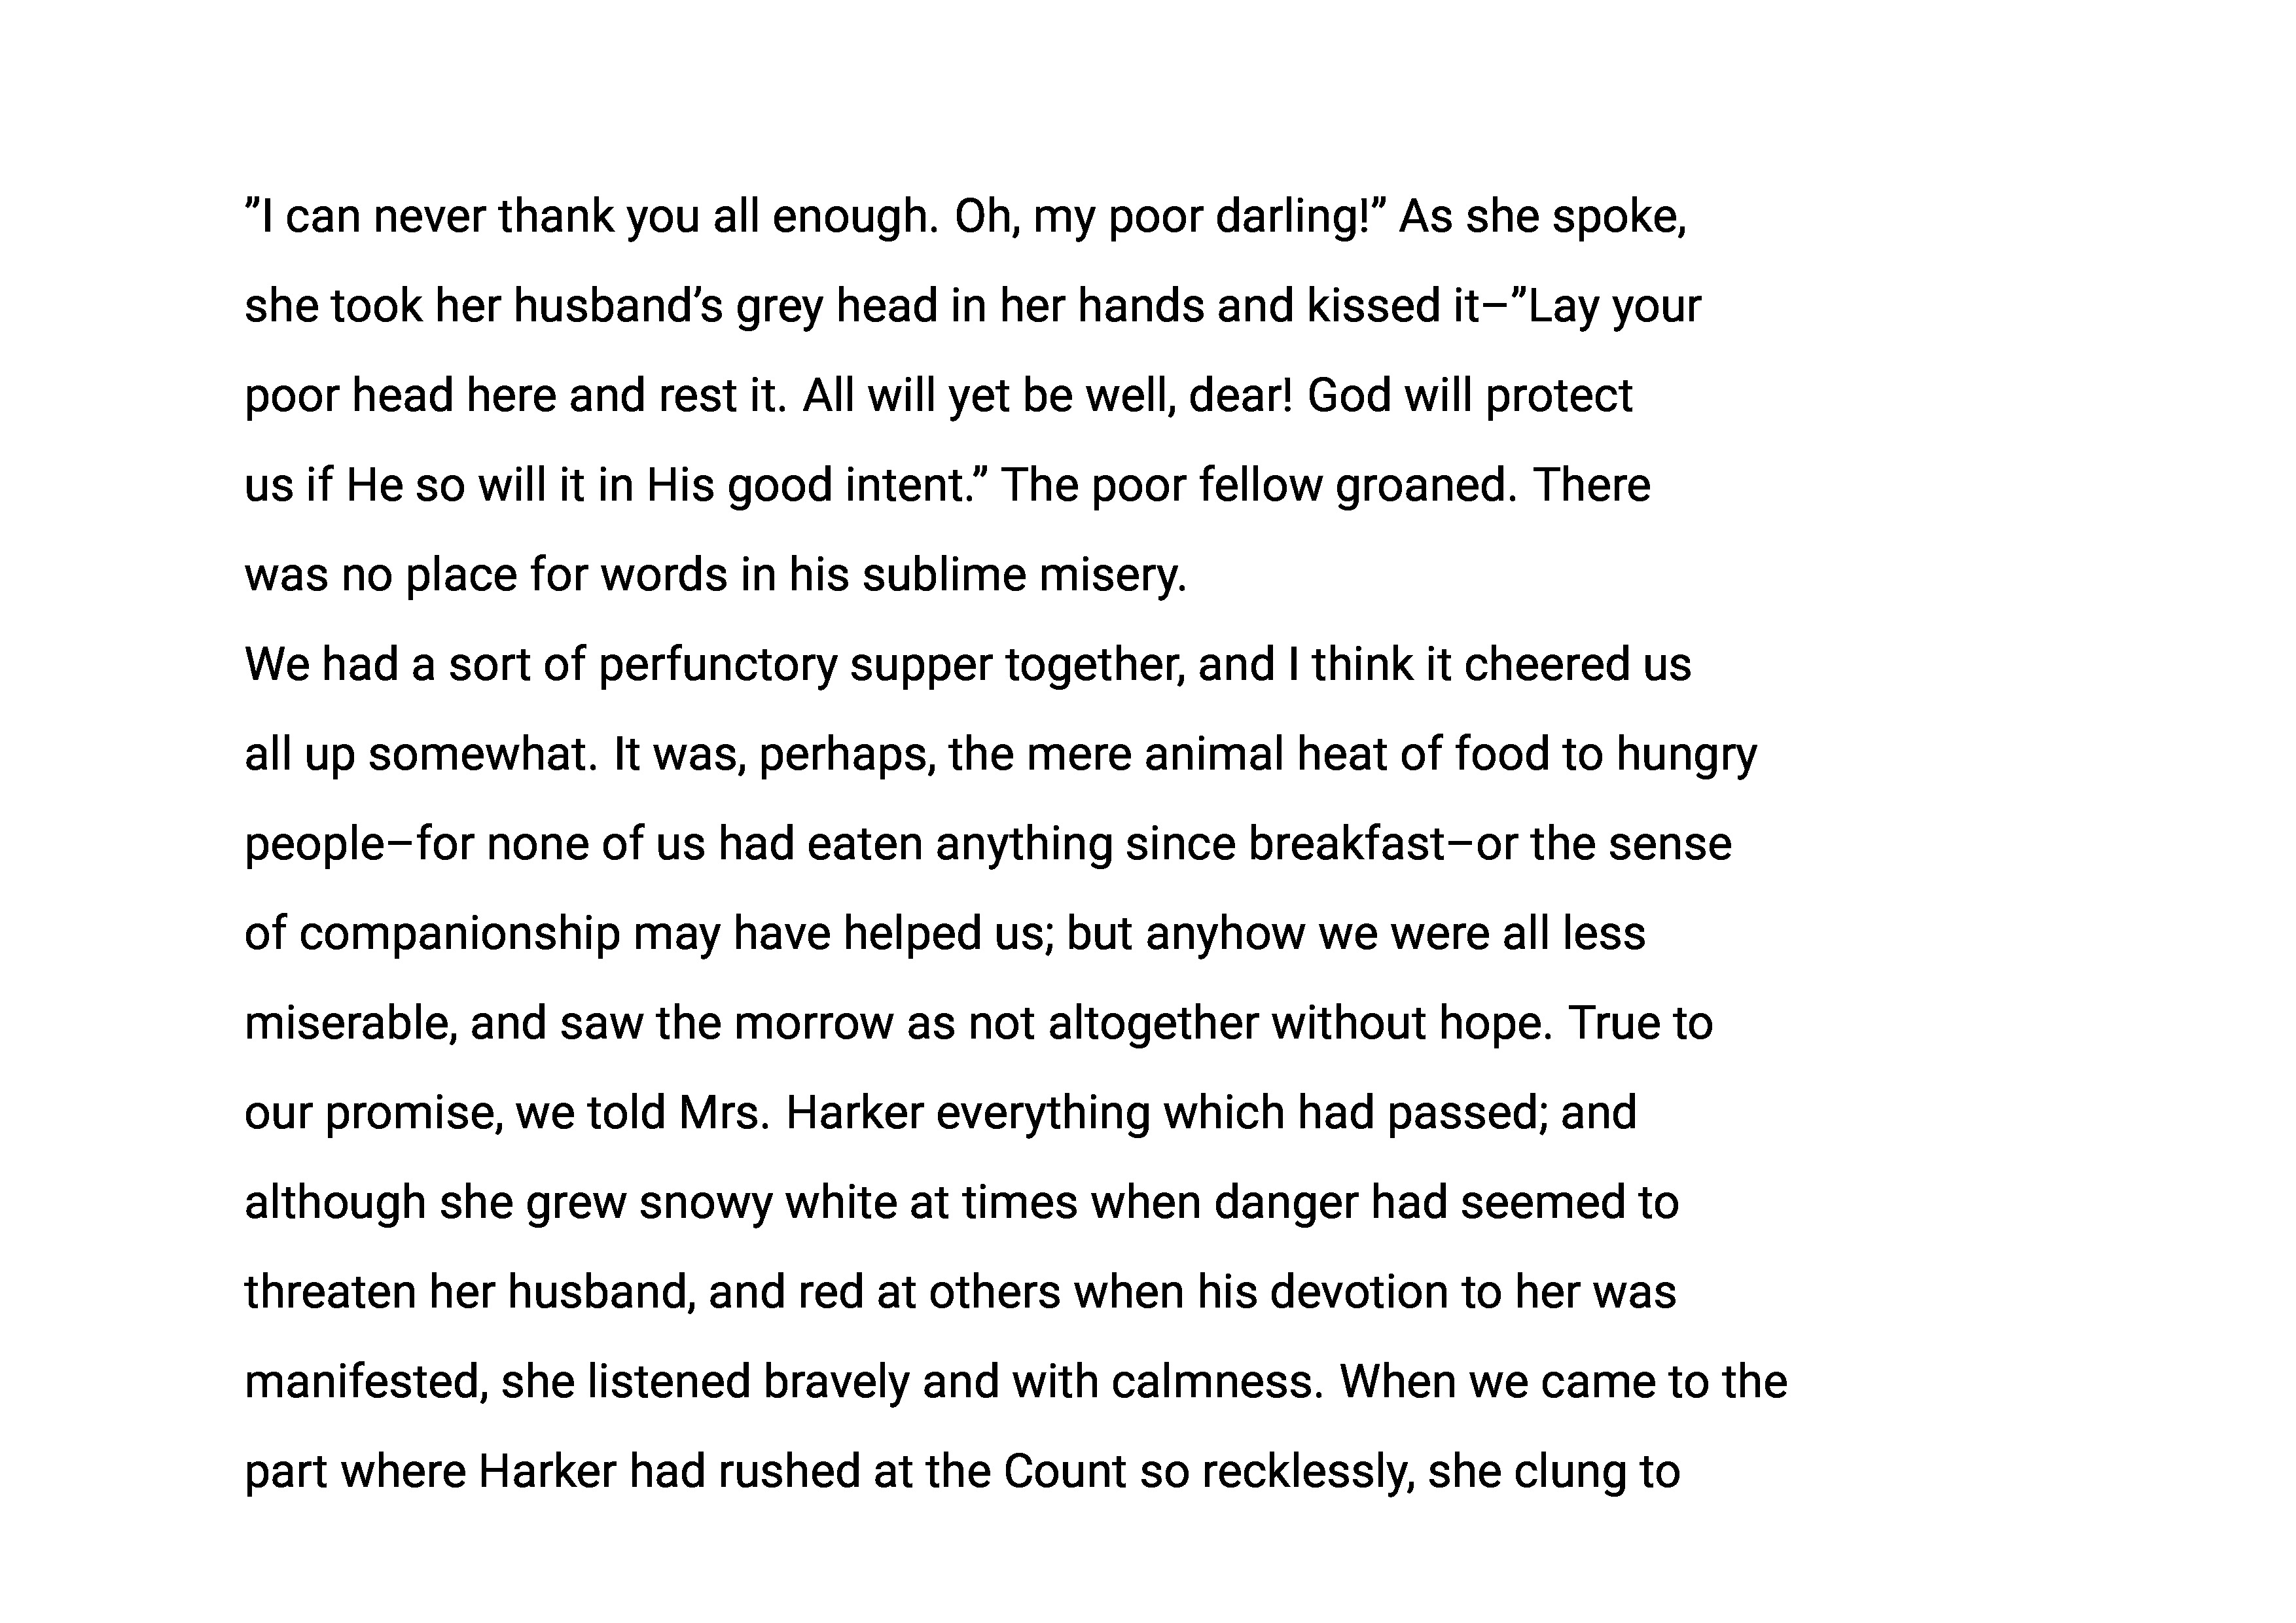 ”I can never thank you all enough. Oh, my poor darling!” As she spoke,
she took her husband’s grey head in her hands and kissed it–”Lay your
poor head here and rest it. All will yet be well, dear! God will protect
us if He so will it in His good intent.” The poor fellow groaned. There
was no place for words in his sublime misery.
We had a sort of perfunctory supper together, and I think it cheered us
all up somewhat. It was, perhaps, the mere animal heat of food to hungry
people–for none of us had eaten anything since breakfast–or the sense
of companionship may have helped us; but anyhow we were all less
miserable, and saw the morrow as not altogether without hope. True to
our promise, we told Mrs. Harker everything which had passed; and
although she grew snowy white at times when danger had seemed to
threaten her husband, and red at others when his devotion to her was
manifested, she listened bravely and with calmness. When we came to the
part where Harker had rushed at the Count so recklessly, she clung to